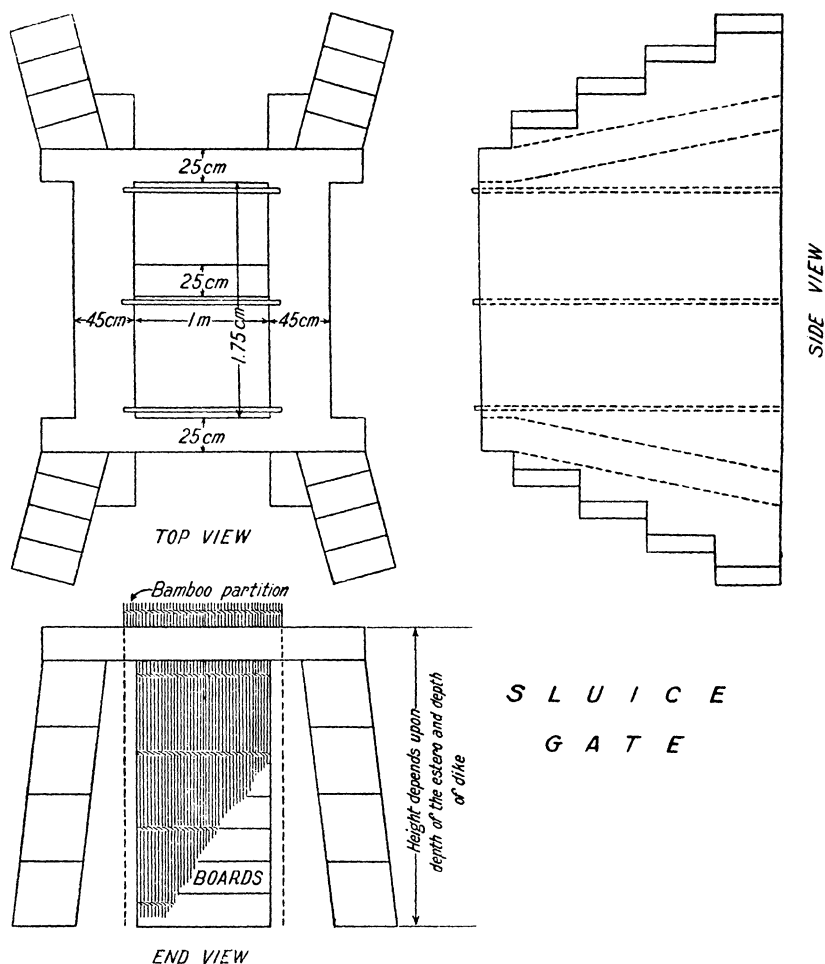 25cm
25cm
45cm
1m
45cm
1.75cm
25cm
TOP VIEW
SIDE VIEW
Bamboo partition
BOARDS
Height depends upon
depth of the estero and depth
of dike
END VIEW
SLUICE
GATE